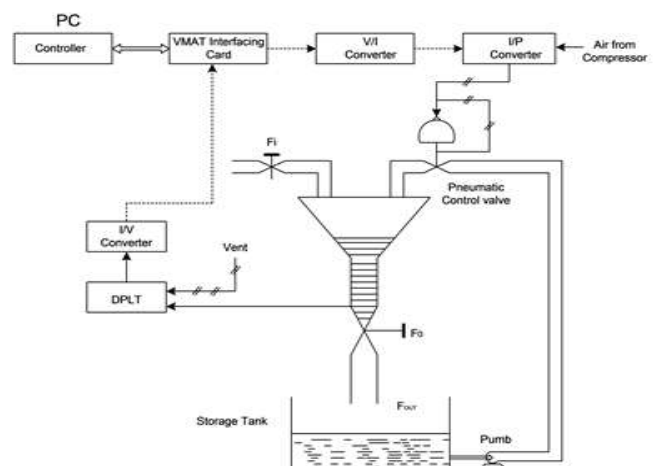 PC
Controller
VMAT Interfacing
Card
V/I
Converter
I/P
Converter
Air from
Compressor
Fi
Pneumatic
Control valve
I/V
Converter
Vent
DPLT
Fo
FOUT
Storage Tank
Pumb